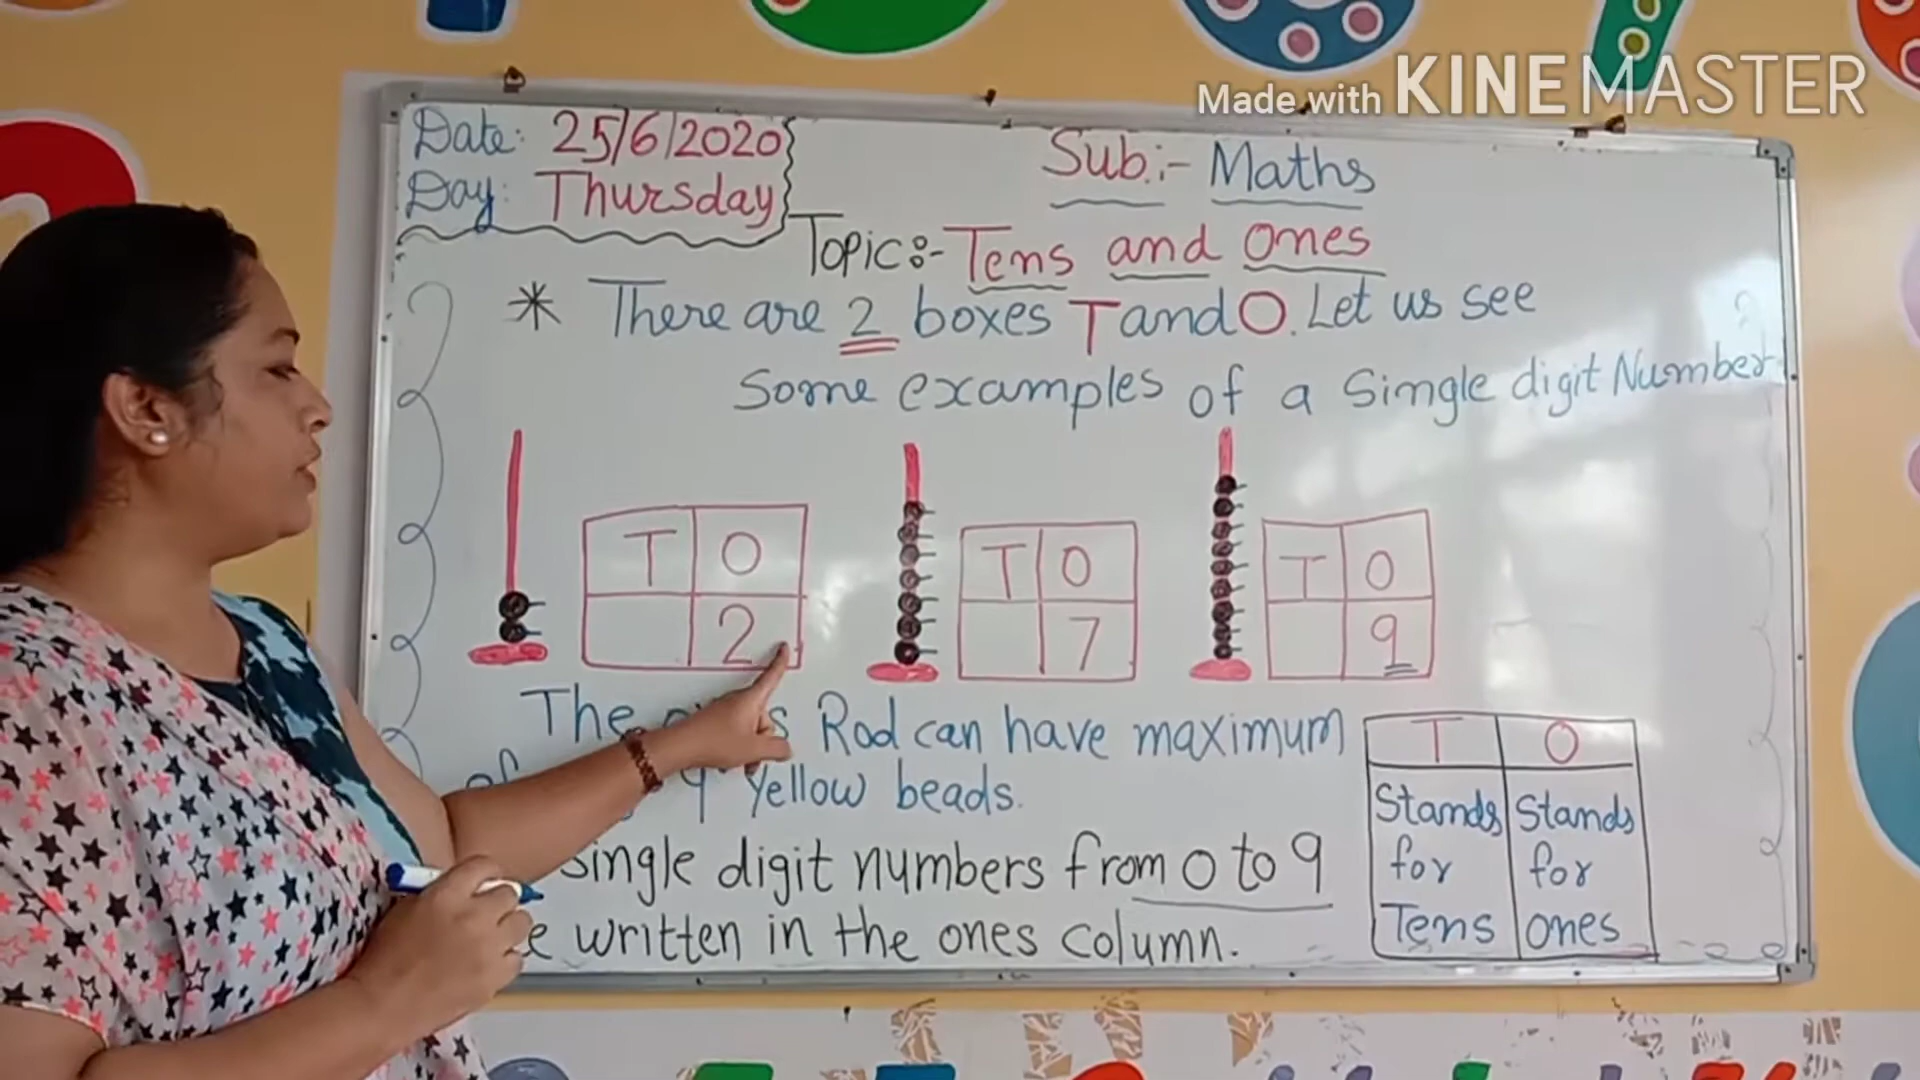 Made with KINEMASTER
Date: 25/6/2020
Day: Thursday
Sub:- Maths
Topic:- Tens and Ones
* There are 2 boxes T and O. Let us see
Some examples of a Single digit Number
T O
2
T O
7
T O
9
The Rod can have maximum
of 9 Yellow beads.
single digit numbers from 0 to 9
written in the ones column.
T O
Stands Stands
for for
Tens ones